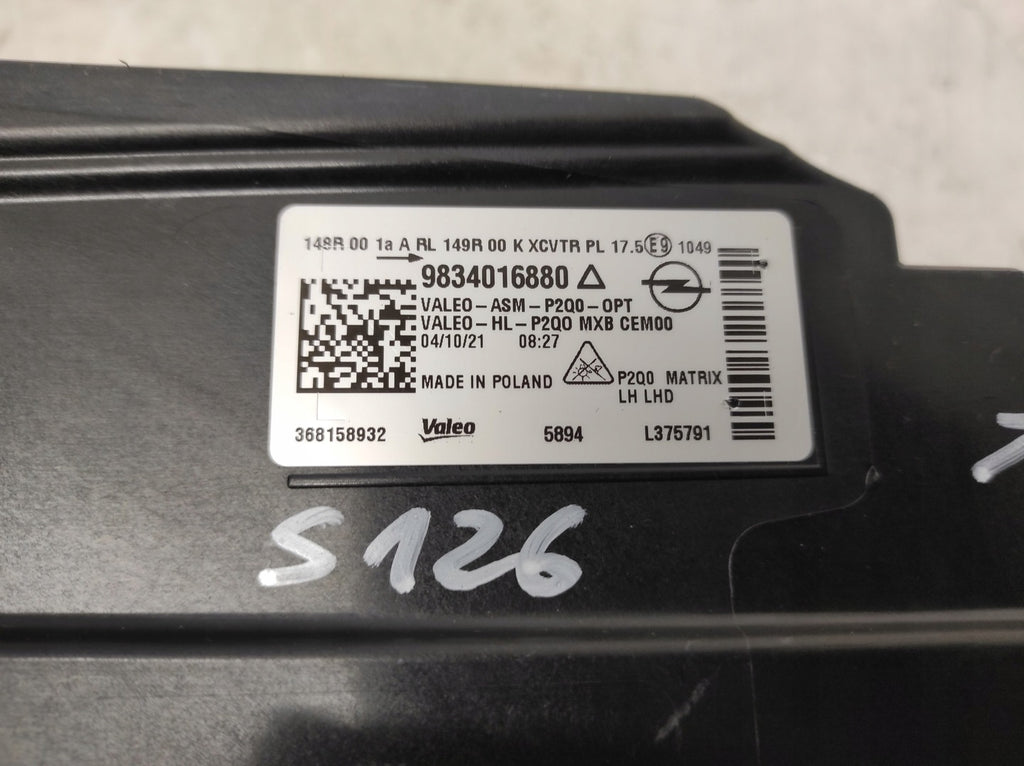 149R 00 1a A RL 149R 00 K XCVTR PL 17.5 E9 1049
9834016880
VALEO-ASM-P2Q0-OPT
VALEO-HL-P2QO MXB CEM00
04/10/21 08:27
MADE IN POLAND
P2Q0 MATRIX
LH LHD
368158932 Valeo 5894 L375791
S126